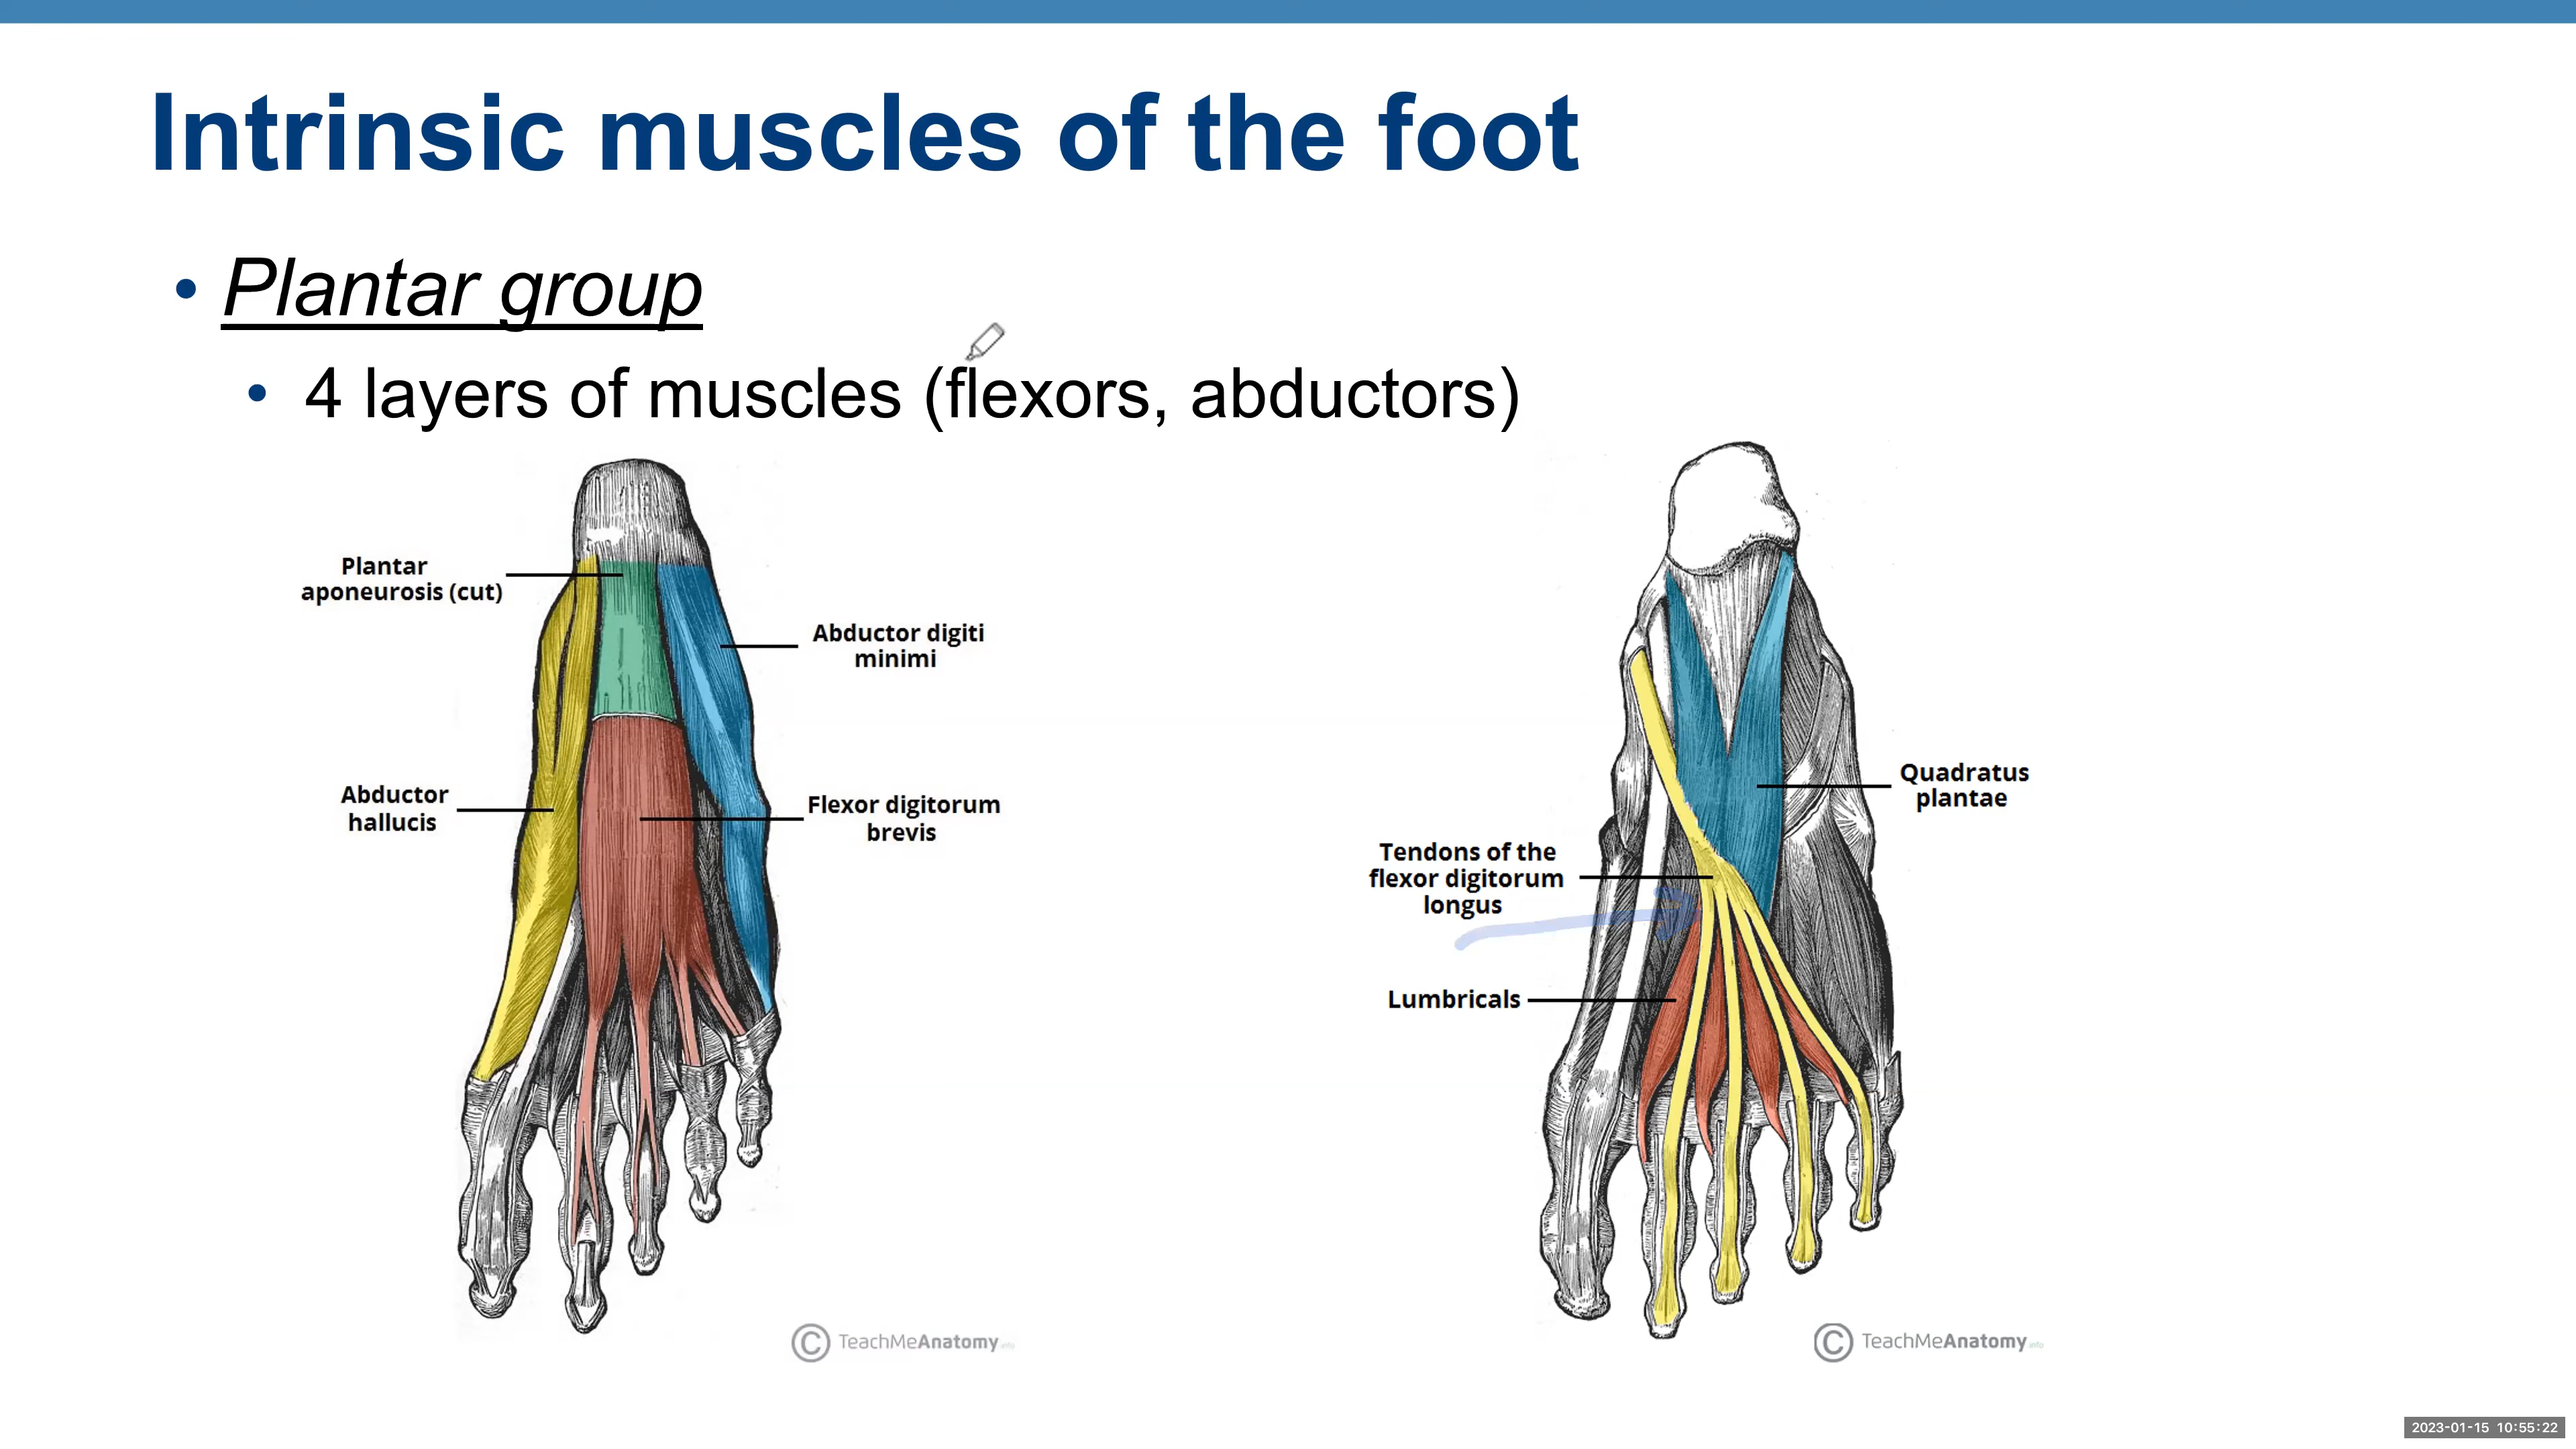 Intrinsic muscles of the foot
• Plantar group
• 4 layers of muscles (flexors, abductors)
Plantar
aponeurosis (cut)
Abductor digiti
minimi
Abductor
hallucis
Flexor digitorum
brevis
© TeachMeAnatomy
Quadratus
plantae
Tendons of the
flexor digitorum
longus
Lumbricals
© TeachMeAnatomy
2023-01-15 10:55:22